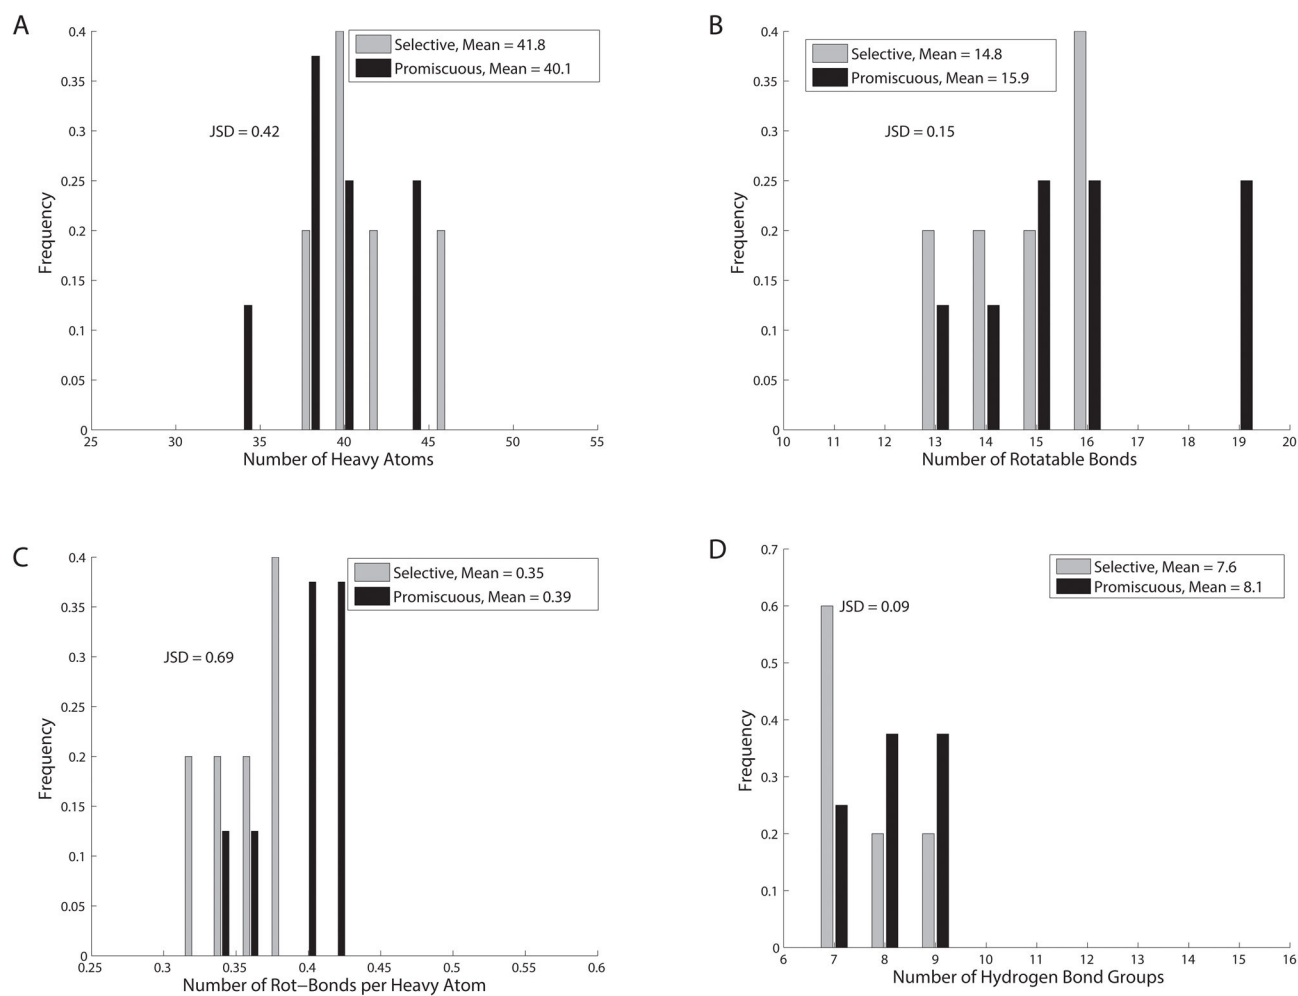 A
0.4
0.35
0.3
0.25
0.2
0.15
0.1
0.05
0
Frequency
Selective, Mean = 41.8
Promiscuous, Mean = 40.1
JSD = 0.42
25 30 35 40 45 50 55
Number of Heavy Atoms
B
0.4
0.35
0.3
0.25
0.2
0.15
0.1
0.05
0
Frequency
Selective, Mean = 14.8
Promiscuous, Mean = 15.9
JSD = 0.15
10 11 12 13 14 15 16 17 18 19 20
Number of Rotatable Bonds
C
0.4
0.35
0.3
0.25
0.2
0.15
0.1
0.05
0
Frequency
Selective, Mean = 0.35
Promiscuous, Mean = 0.39
JSD = 0.69
0.25 0.3 0.35 0.4 0.45 0.5 0.55 0.6
Number of Rot−Bonds per Heavy Atom
D
0.7
0.6
0.5
0.4
0.3
0.2
0.1
0
Frequency
Selective, Mean = 7.6
Promiscuous, Mean = 8.1
JSD = 0.09
6 7 8 9 10 11 12 13 14 15 16
Number of Hydrogen Bond Groups